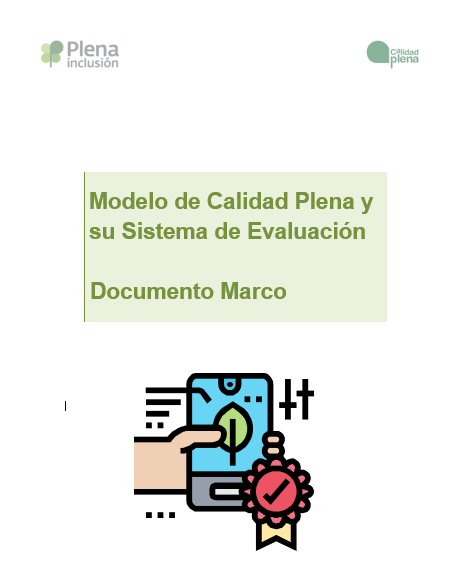 Plena
inclusión
Calidad
plena
Modelo de Calidad Plena y
su Sistema de Evaluación
Documento Marco